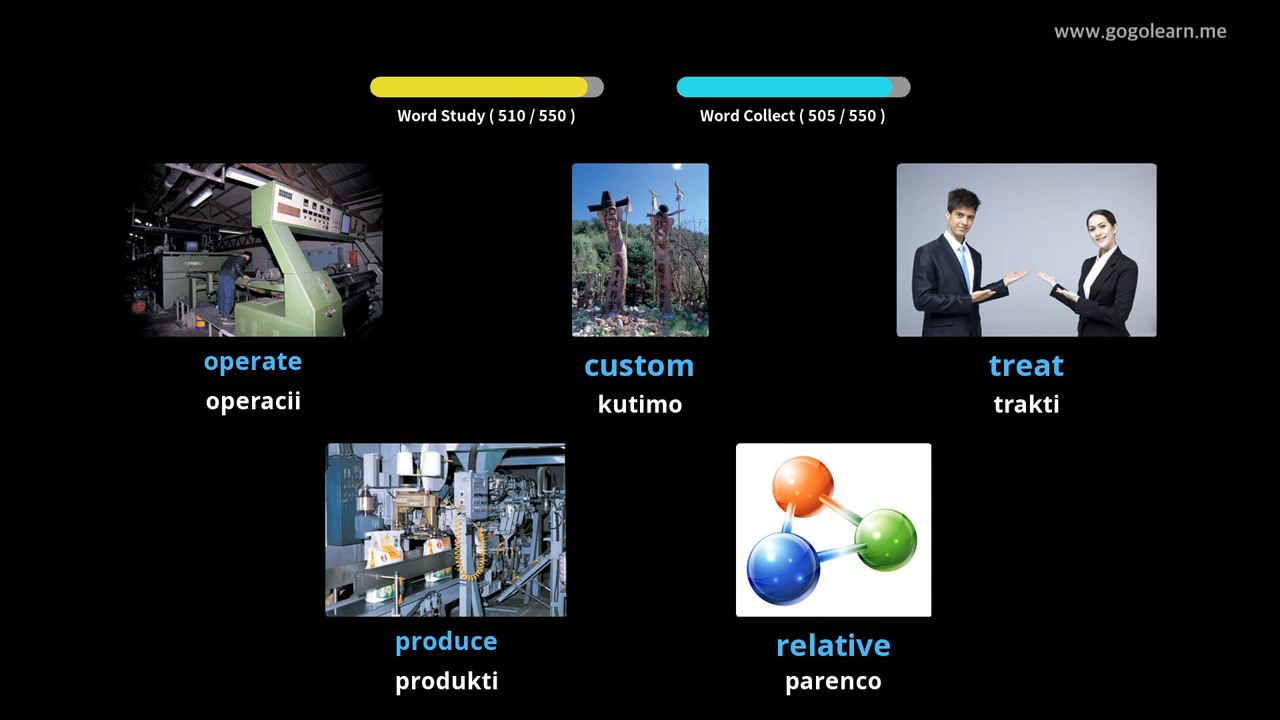 www.gogolearn.me
Word Study ( 510 / 550 )
Word Collect ( 505 / 550 )
operate
operacii
custom
kutimo
treat
trakti
produce
produkti
relative
parenco